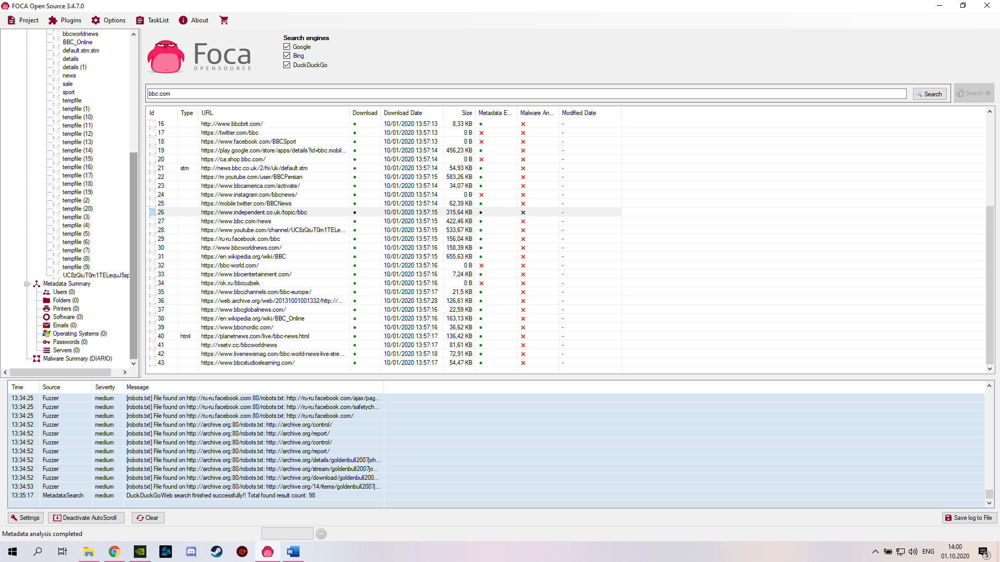 FOCA Open Source 3.4.7.0
Project Plugins Options TaskList About
bbcworldnews
BBC_Online
default.stm.stm
details
details (1)
news
sale
sport
tempfile
tempfile (1)
tempfile (10)
tempfile (11)
tempfile (12)
tempfile (13)
tempfile (14)
tempfile (15)
tempfile (16)
tempfile (17)
tempfile (18)
tempfile (19)
tempfile (2)
tempfile (20)
tempfile (3)
tempfile (4)
tempfile (5)
tempfile (6)
tempfile (7)
tempfile (8)
tempfile (9)
UC8zQiuT0m1TELequJ5sp
Metadata Summary
Users (0)
Folders (0)
Printers (0)
Software (0)
Emails (0)
Operating Systems (0)
Passwords (0)
Servers (0)
Malware Summary (DIARIO)
Foca
OPENSOURCE
Search engines
Google
Bing
DuckDuckGo
bbc.com Search Search All
Id Type URL Download Download Date Size Metadata E... Malware An... Modified Date
16 http://www.bbcbrit.com/ 10/01/2020 13:57:13 8,33 KB -
17 https://twitter.com/bbc 10/01/2020 13:57:13 0 B -
18 https://www.facebook.com/BBCSport 10/01/2020 13:57:13 0 B -
19 https://play.google.com/store/apps/details?id=bbc.mobil... 10/01/2020 13:57:14 456,23 KB -
20 https://ca.shop.bbc.com/ 10/01/2020 13:57:14 0 B -
21 stm http://news.bbc.co.uk/2/hi/uk/default.stm 10/01/2020 13:57:14 54,93 KB -
22 https://m.youtube.com/user/BBCPersian 10/01/2020 13:57:15 583,26 KB -
23 https://www.bbcamerica.com/activate/ 10/01/2020 13:57:14 34,07 KB -
24 https://www.instagram.com/bbcnews/ 10/01/2020 13:57:14 0 B -
25 https://mobile.twitter.com/BBCNews 10/01/2020 13:57:14 62,39 KB -
26 https://www.independent.co.uk/topic/bbc 10/01/2020 13:57:15 315,64 KB -
27 https://www.bbc.com/news 10/01/2020 13:57:15 422,46 KB -
28 https://www.youtube.com/channel/UC8zQiuT0m1TELe... 10/01/2020 13:57:15 533,67 KB -
29 https://ru-ru.facebook.com/bbc 10/01/2020 13:57:15 156,04 KB -
30 http://www.bbcworldnews.com/ 10/01/2020 13:57:16 158,39 KB -
31 https://en.wikipedia.org/wiki/BBC 10/01/2020 13:57:15 655,63 KB -
32 https://bbc-world.com/ 10/01/2020 13:57:16 0 B -
33 https://www.bbcentertainment.com/ 10/01/2020 13:57:16 7,24 KB -
34 https://ok.ru/bbcuzbek 10/01/2020 13:57:16 0 B -
35 https://www.bbcchannels.com/bbc-europe/ 10/01/2020 13:57:17 21,5 KB -
36 https://web.archive.org/web/20131001001332/http://... 10/01/2020 13:57:28 126,61 KB -
37 https://www.bbcglobalnews.com/ 10/01/2020 13:57:16 22,59 KB -
38 https://en.wikipedia.org/wiki/BBC_Online 10/01/2020 13:57:16 163,13 KB -
39 https://www.bbcnordic.com/ 10/01/2020 13:57:16 36,62 KB -
40 html https://planetnews.com/live/bbc-news.html 10/01/2020 13:57:17 136,42 KB -
41 http://vsetv.cc/bbcworldnews 10/01/2020 13:57:17 81,61 KB -
42 https://www.livenewsmag.com/bbc-world-news-live-stre... 10/01/2020 13:57:18 72,91 KB -
43 https://www.bbcstudioslearning.com/ 10/01/2020 13:57:17 54,47 KB -
Time Source Severity Message
13:34:25 Fuzzer medium [robots.txt] File found on http://ru-ru.facebook.com:80/robots.txt: http://ru-ru.facebook.com/ajax/pag...
13:34:25 Fuzzer medium [robots.txt] File found on http://ru-ru.facebook.com:80/robots.txt: http://ru-ru.facebook.com/safetych...
13:34:25 Fuzzer medium [robots.txt] File found on http://ru-ru.facebook.com:80/robots.txt: http://ru-ru.facebook.com/
13:34:52 Fuzzer medium [robots.txt] File found on http://archive.org:80/robots.txt: http://archive.org/control/
13:34:52 Fuzzer medium [robots.txt] File found on http://archive.org:80/robots.txt: http://archive.org/report/
13:34:52 Fuzzer medium [robots.txt] File found on http://archive.org:80/robots.txt: http://archive.org/control/
13:34:52 Fuzzer medium [robots.txt] File found on http://archive.org:80/robots.txt: http://archive.org/report/
13:34:52 Fuzzer medium [robots.txt] File found on http://archive.org:80/robots.txt: http://archive.org/details/goldenbull2007joh...
13:34:52 Fuzzer medium [robots.txt] File found on http://archive.org:80/robots.txt: http://archive.org/stream/goldenbull2007jo...
13:34:52 Fuzzer medium [robots.txt] File found on http://archive.org:80/robots.txt: http://archive.org/download/goldenbull200...
13:34:53 Fuzzer medium [robots.txt] File found on http://archive.org:80/robots.txt: http://archive.org/14/items/goldenbull2007j...
13:35:17 MetadataSearch medium DuckDuckGoWeb search finished successfully!! Total found result count: 98
Settings Deactivate AutoScroll Clear Save log to File
Metadata analysis completed
ENG 14:00
01.10.2020
5